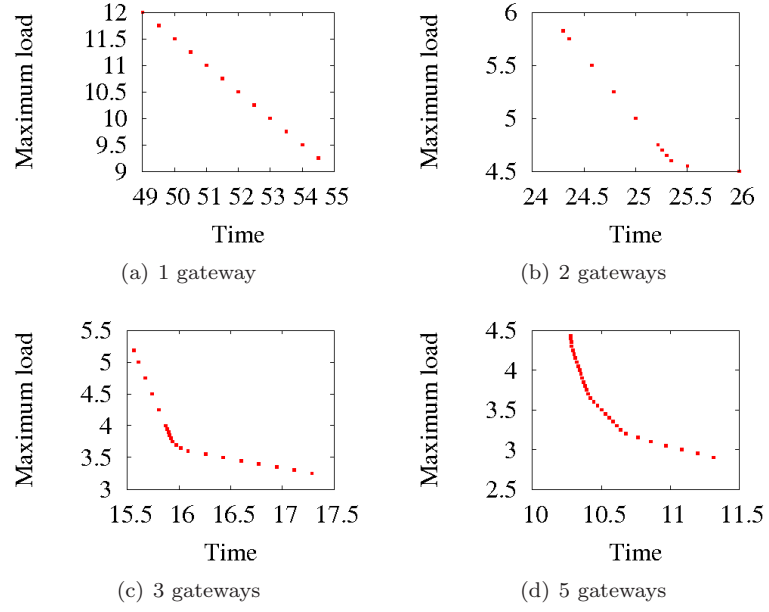 Maximum load
12
11.5
11
10.5
10
9.5
9
49 50 51 52 53 54 55
Time
(a) 1 gateway
Maximum load
6
5.5
5
4.5
24 24.5 25 25.5 26
Time
(b) 2 gateways
Maximum load
5.5
5
4.5
4
3.5
3
15.5 16 16.5 17 17.5
Time
(c) 3 gateways
Maximum load
4.5
4
3.5
3
2.5
10 10.5 11 11.5
Time
(d) 5 gateways